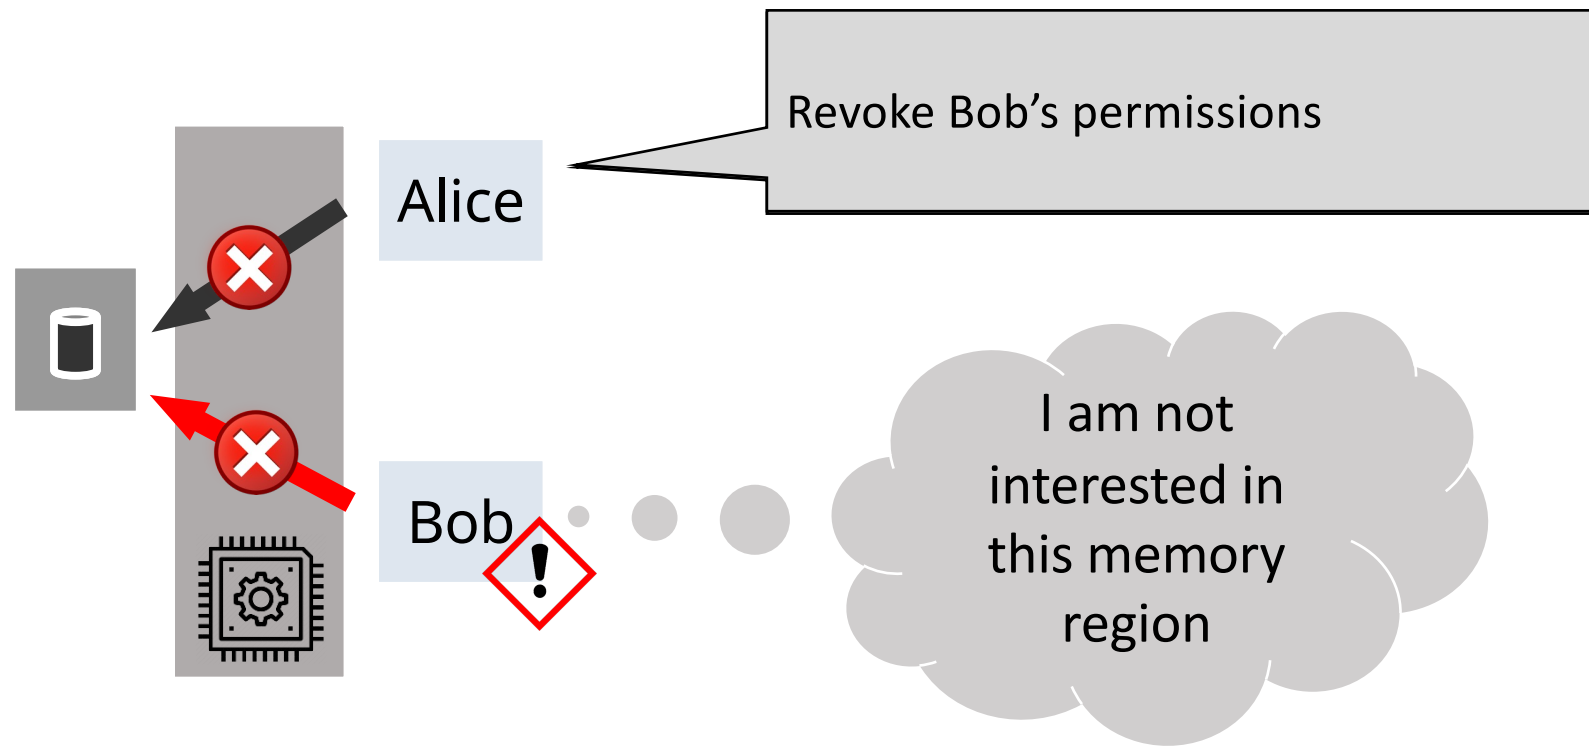 Revoke Bob’s permissions
Alice
Bob
!
I am not
interested in
this memory
region